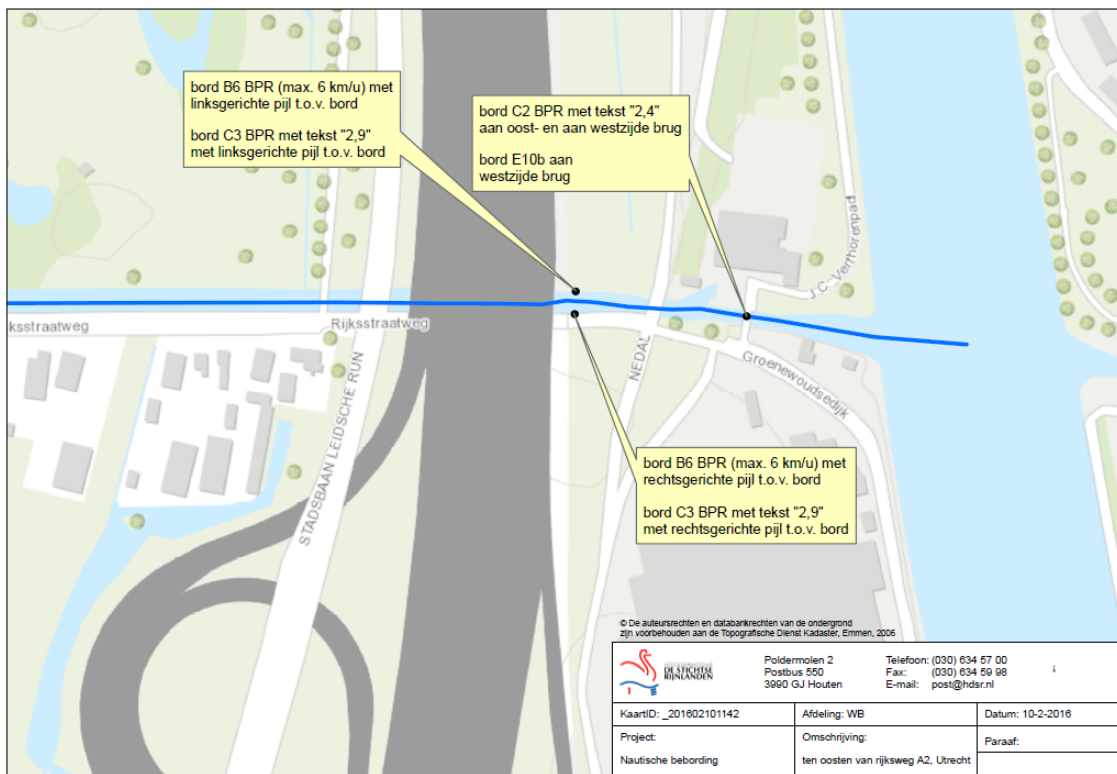 bord B6 BPR (max. 6 km/u) met
linksgerichte pijl t.o.v. bord
bord C3 BPR met tekst "2,9"
met linksgerichte pijl t.o.v. bord
bord C2 BPR met tekst "2,4"
aan oost- en aan westzijde brug
bord E10b aan
westzijde brug
J.C. Verthorenpad
ksstraatweg
Rijksstraatweg
STADSBAAN LEIDSCHE RIJN
NEDAL
Groenewoudsedijk
bord B6 BPR (max. 6 km/u) met
rechtsgerichte pijl t.o.v. bord
bord C3 BPR met tekst "2,9"
met rechtsgerichte pijl t.o.v. bord
© De auteursrechten en databankrechten van de ondergrond
zijn voorbehouden aan de Topografische Dienst Kadaster, Emmen, 2006
DE STICHTSE
RIJNLANDEN
Poldermolen 2
Postbus 550
3990 GJ Houten
Telefoon: (030) 634 57 00
Fax: (030) 634 59 98
E-mail: post@hdsr.nl
1
KaartID: _201602101142
Afdeling: WB
Datum: 10-2-2016
Project:
Nautische bebording
Omschrijving:
ten oosten van rijksweg A2, Utrecht
Paraaf: